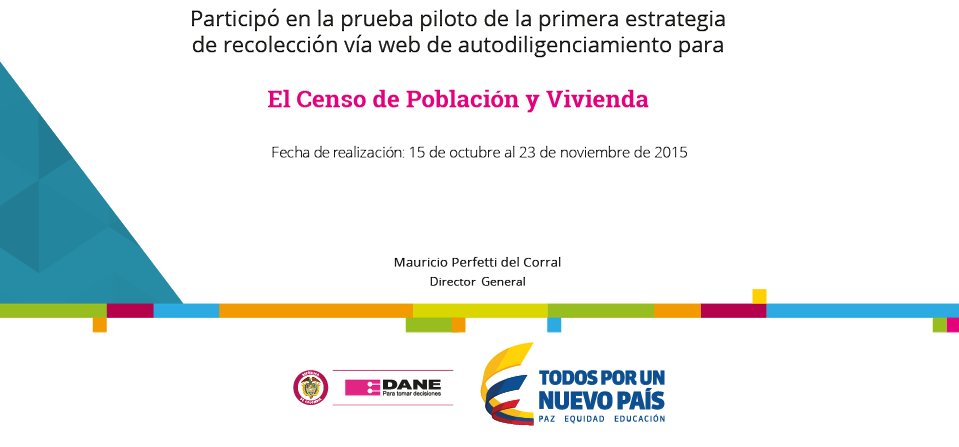 Participó en la prueba piloto de la primera estrategia
de recolección vía web de autodiligenciamiento para
El Censo de Población y Vivienda
Fecha de realización: 15 de octubre al 23 de noviembre de 2015
Mauricio Perfetti del Corral
Director General
DANE
Para tomar decisiones
TODOS POR UN
NUEVO PAÍS
PAZ EQUIDAD EDUCACIÓN